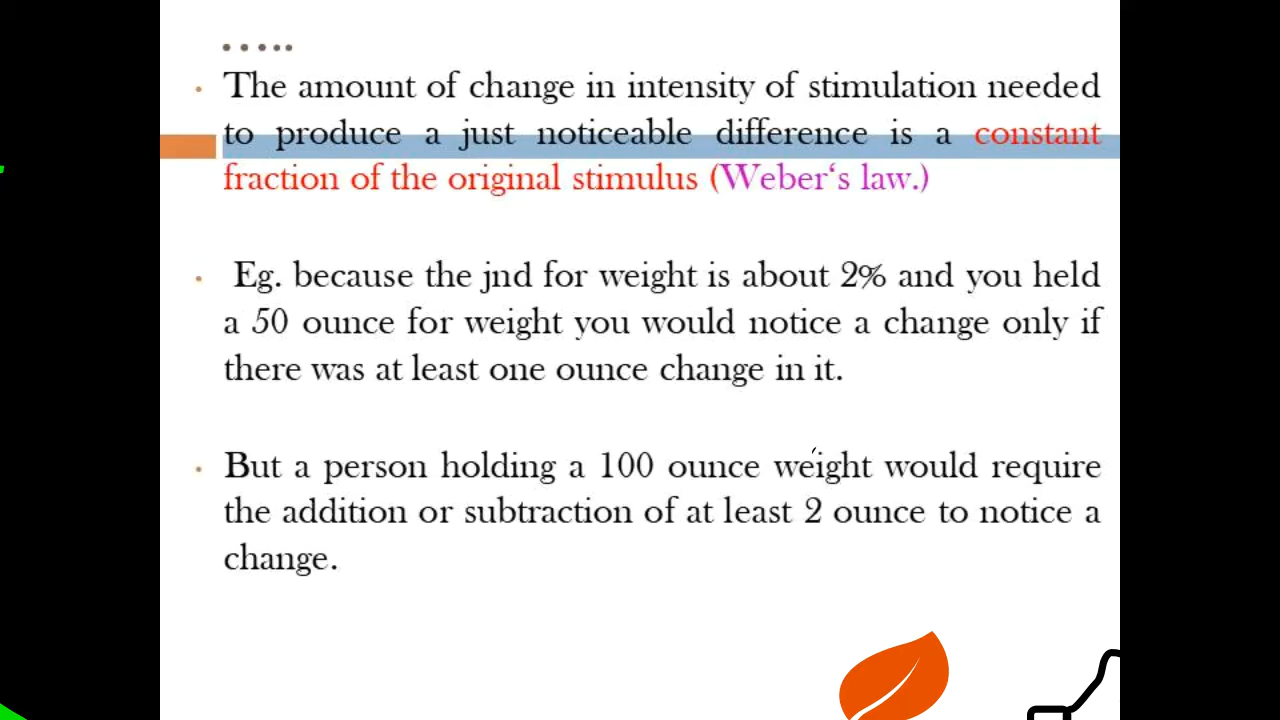 •••••
• The amount of change in intensity of stimulation needed
to produce a just noticeable difference is a constant
fraction of the original stimulus (Weber‘s law.)
• Eg. because the jnd for weight is about 2% and you held
a 50 ounce for weight you would notice a change only if
there was at least one ounce change in it.
• But a person holding a 100 ounce weight would require
the addition or subtraction of at least 2 ounce to notice a
change.